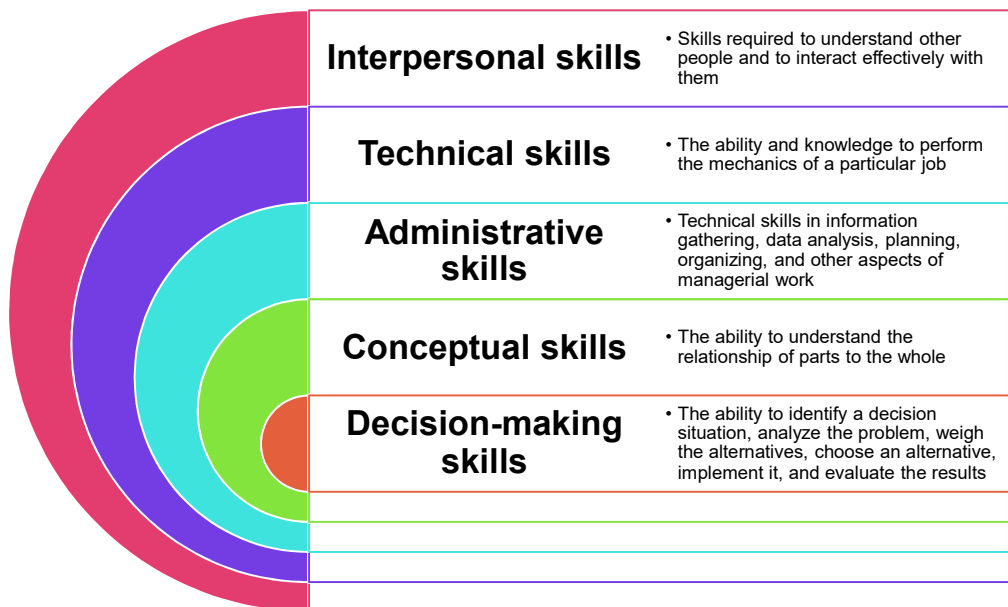 Interpersonal skills
• Skills required to understand other
people and to interact effectively with
them
Technical skills
• The ability and knowledge to perform
the mechanics of a particular job
Administrative
skills
• Technical skills in information
gathering, data analysis, planning,
organizing, and other aspects of
managerial work
Conceptual skills
• The ability to understand the
relationship of parts to the whole
Decision-making
skills
• The ability to identify a decision
situation, analyze the problem, weigh
the alternatives, choose an alternative,
implement it, and evaluate the results